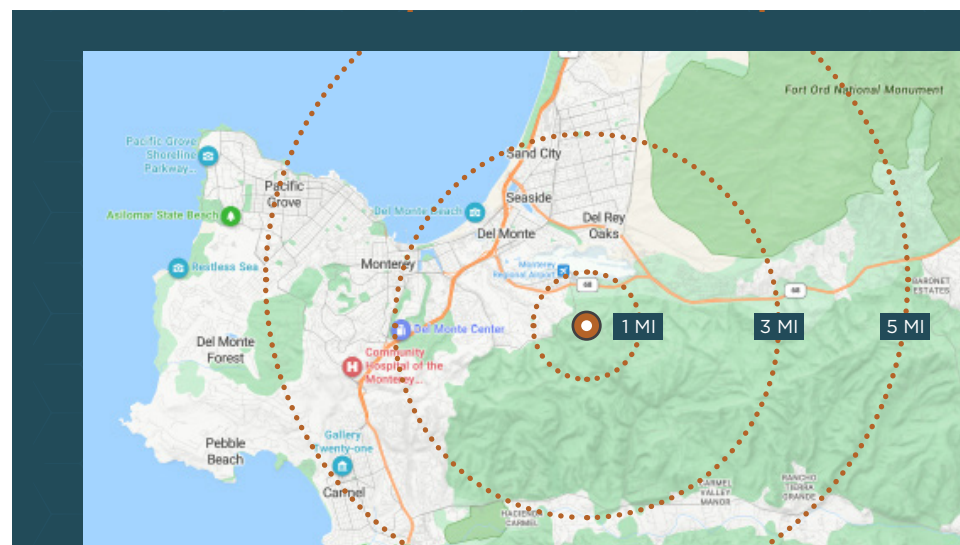 Fort Ord National Monument
Pacific Grove
Shoreline
Parkway...
Sand City
Pacific
Grove
Seaside
Asilomar State Beach
Del Monte Beach
Del Rey
Oaks
Del Monte
Monterey
Monterey
Regional Airport
Restless Sea
68
68
BARONET
ESTATES
1 MI
3 MI
5 MI
Del Monte Center
Del Monte
Forest
Community
Hospital of the
Monterey...
H
Gallery
Twenty-one
Pebble
Beach
Carmel
CARMEL
VALLEY
MANOR
RANCHO
TIERRA
GRANDE
HACIENDA
CARMEL